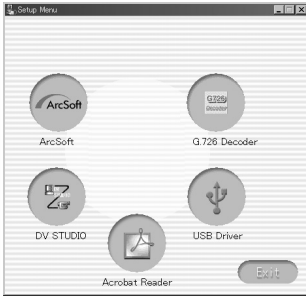 Setup Menu
ArcSoft
G.726
Decoder
ArcSoft
G.726 Decoder
DV STUDIO
USB Driver
Acrobat Reader
Exit